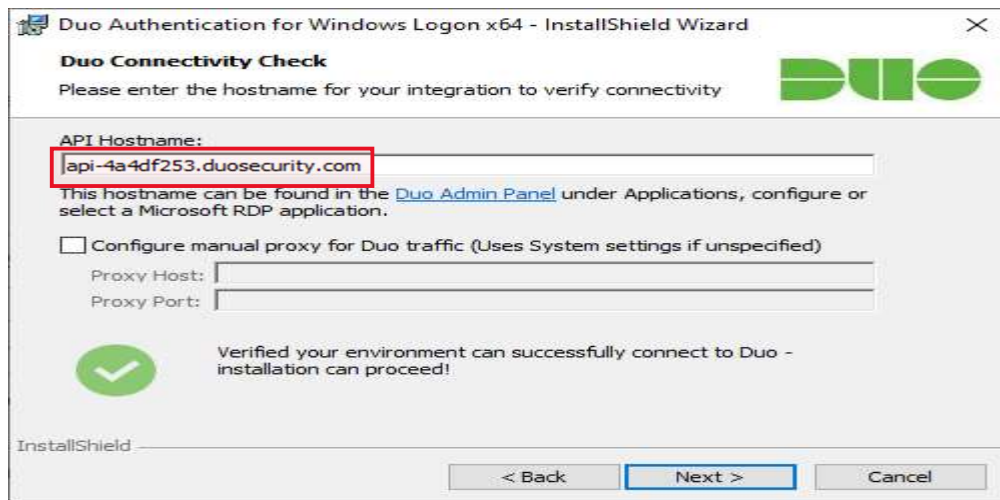 Duo Authentication for Windows Logon x64 - InstallShield Wizard
Duo Connectivity Check
Please enter the hostname for your integration to verify connectivity
DUO
API Hostname:
api-4a4df253.duosecurity.com
This hostname can be found in the Duo Admin Panel under Applications, configure or
select a Microsoft RDP application.
Configure manual proxy for Duo traffic (Uses System settings if unspecified)
Proxy Host:
Proxy Port:
Verified your environment can successfully connect to Duo -
installation can proceed!
InstallShield
< Back Next > Cancel